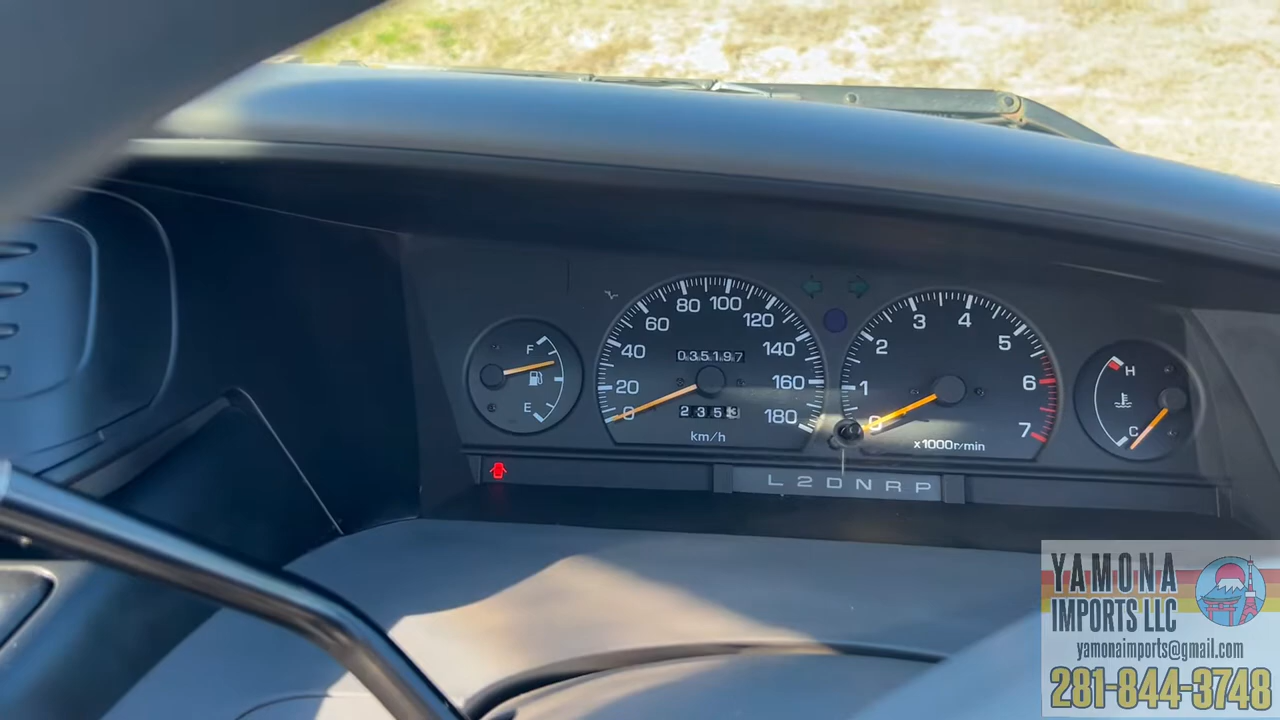 F
E
0
20
40
60
80
100
120
140
160
180
035197
235
km/h
0
1
2
3
4
5
6
7
x1000r/min
H
C
L 2 D N R P
YAMONA
IMPORTS LLC
yamonaimports@gmail.com
281-844-3748